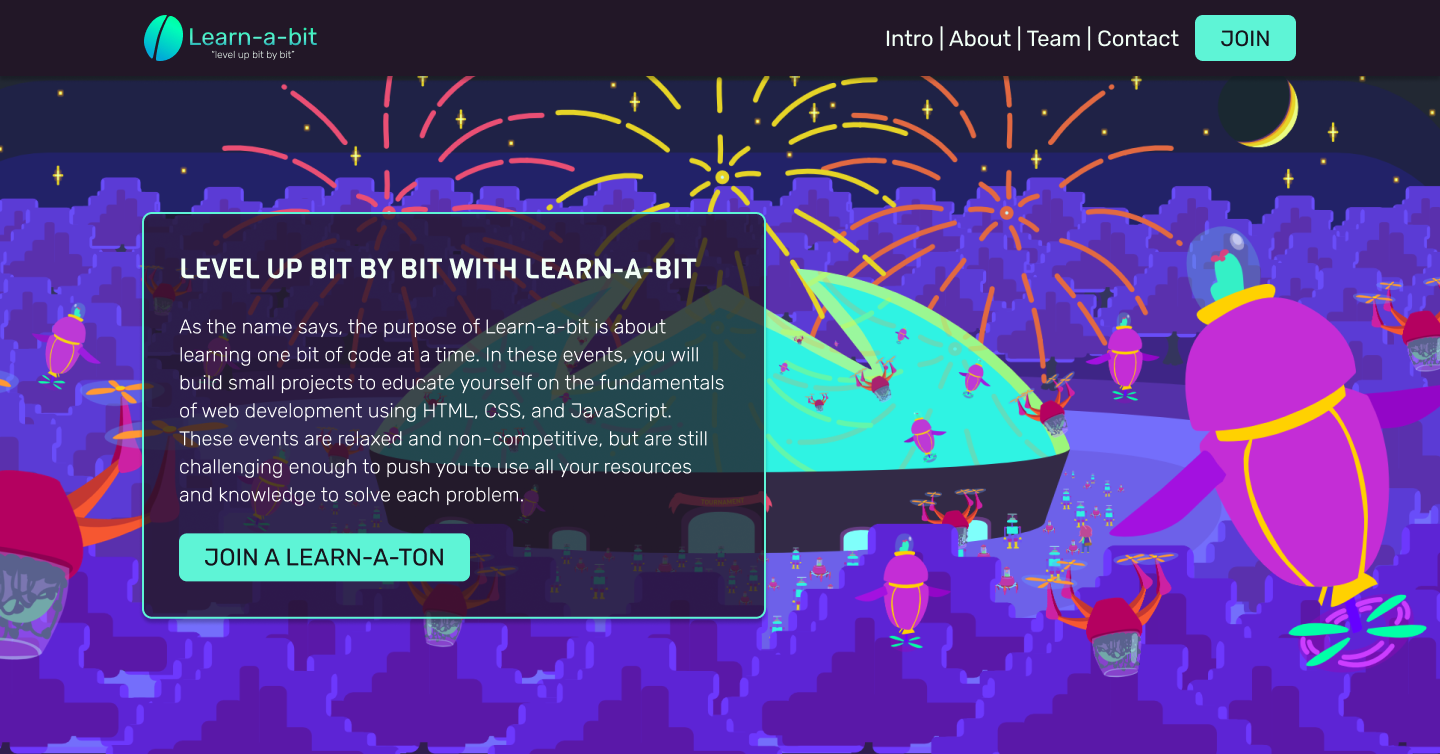 Learn-a-bit
"level up bit by bit"
Intro | About | Team | Contact
JOIN
LEVEL UP BIT BY BIT WITH LEARN-A-BIT
As the name says, the purpose of Learn-a-bit is about
learning one bit of code at a time. In these events, you will
build small projects to educate yourself on the fundamentals
of web development using HTML, CSS, and JavaScript.
These events are relaxed and non-competitive, but are still
challenging enough to push you to use all your resources
and knowledge to solve each problem.
JOIN A LEARN-A-TON